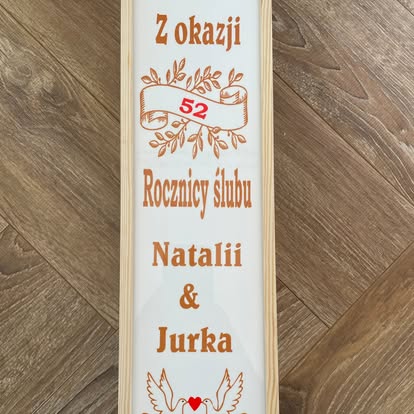 Z okazji
52
Rocznicy ślubu
Natalii
&
Jurka